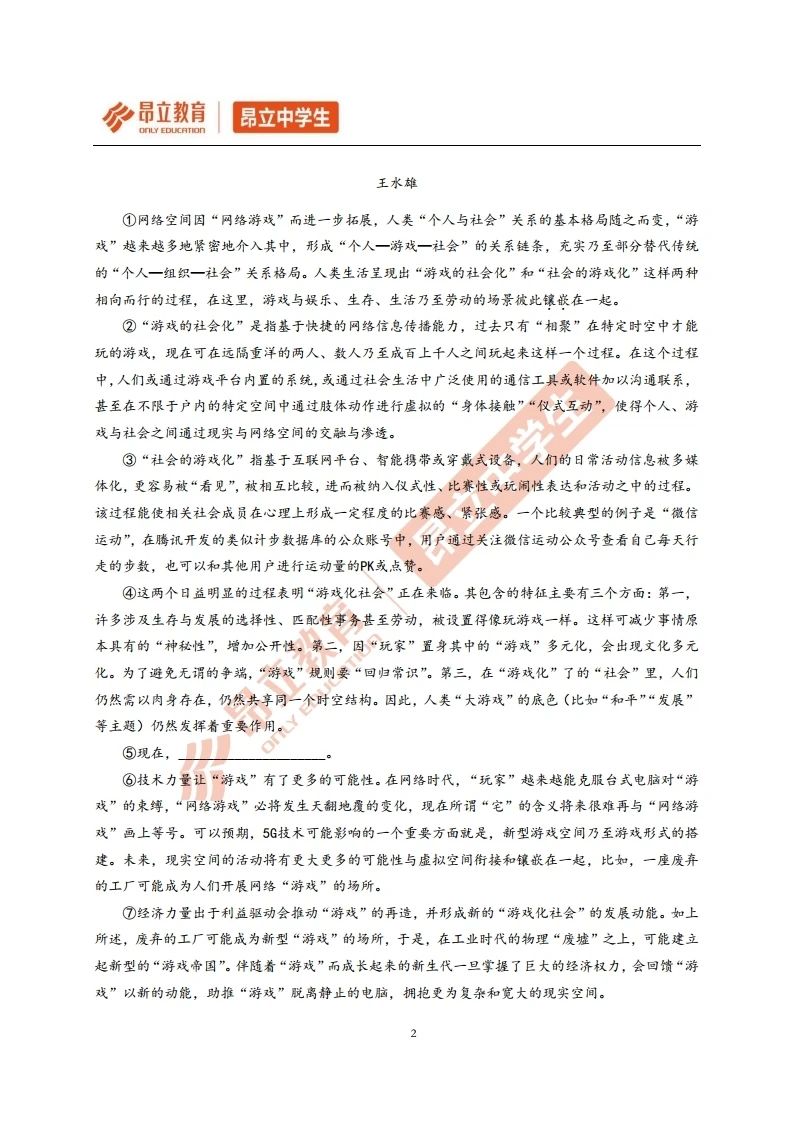 昂立教育
ONLY EDUCATION
昂立中学生
王水雄
①网络空间因“网络游戏”而进一步拓展，人类“个人与社会”关系的基本格局随之而变，“游
戏”越来越多地紧密地介入其中，形成“个人—游戏—社会”的关系链条，充实乃至部分替代传统
的“个人—组织—社会”关系格局。人类生活呈现出“游戏的社会化”和“社会的游戏化”这样两种
相向而行的过程，在这里，游戏与娱乐、生存、生活乃至劳动的场景彼此镶嵌在一起。
②“游戏的社会化”是指基于快捷的网络信息传播能力，过去只有“相聚”在特定时空中才能
玩的游戏，现在可在远隔重洋的两人、数人乃至成百上千人之间玩起来这样一个过程。在这个过程
中，人们或通过游戏平台内置的系统，或通过社会生活中广泛使用的通信工具或软件加以沟通联系，
甚至在不限于户内的特定空间中通过肢体动作进行虚拟的“身体接触”“仪式互动”，使得个人、游
戏与社会之间通过现实与网络空间的交融与渗透。
③“社会的游戏化”指基于互联网平台、智能携带或穿戴式设备，人们的日常活动信息被多媒
体化，更容易被“看见”，被相互比较，进而被纳入仪式性、比赛性或玩闹性表达和活动之中的过程。
该过程能使相关社会成员在心理上形成一定程度的比赛感、紧张感。一个比较典型的例子是“微信
运动”，在腾讯开发的类似计步数据库的公众账号中，用户通过关注微信运动公众号查看自己每天行
走的步数，也可以和其他用户进行运动量的PK或点赞。
④这两个日益明显的过程表明“游戏化社会”正在来临。其包含的特征主要有三个方面：第一，
许多涉及生存与发展的选择性、匹配性事务甚至劳动，被设置得像玩游戏一样。这样可减少事情原
本具有的“神秘性”，增加公开性。第二，因“玩家”置身其中的“游戏”多元化，会出现文化多元
化。为了避免无谓的争端，“游戏”规则要“回归常识”。第三，在“游戏化”了的“社会”里，人们
仍然需以肉身存在，仍然共享同一个时空结构。因此，人类“大游戏”的底色（比如“和平”“发展”
等主题）仍然发挥着重要作用。
⑤现在，_____________________。
⑥技术力量让“游戏”有了更多的可能性。在网络时代，“玩家”越来越能克服台式电脑对“游
戏”的束缚，“网络游戏”必将发生天翻地覆的变化，现在所谓“宅”的含义将来很难再与“网络游
戏”画上等号。可以预期，5G技术可能影响的一个重要方面就是，新型游戏空间乃至游戏形式的搭
建。未来，现实空间的活动将有更大更多的可能性与虚拟空间衔接和镶嵌在一起，比如，一座废弃
的工厂可能成为人们开展网络“游戏”的场所。
⑦经济力量出于利益驱动会推动“游戏”的再造，并形成新的“游戏化社会”的发展动能。如上
所述，废弃的工厂可能成为新型“游戏”的场所，于是，在工业时代的物理“废墟”之上，可能建立
起新型的“游戏帝国”。伴随着“游戏”而成长起来的新生代一旦掌握了巨大的经济权力，会回馈“游
戏”以新的动能，助推“游戏”脱离静止的电脑，拥抱更为复杂和宽大的现实空间。
昂立教育
ONLY EDUCATION
昂立中学生
2